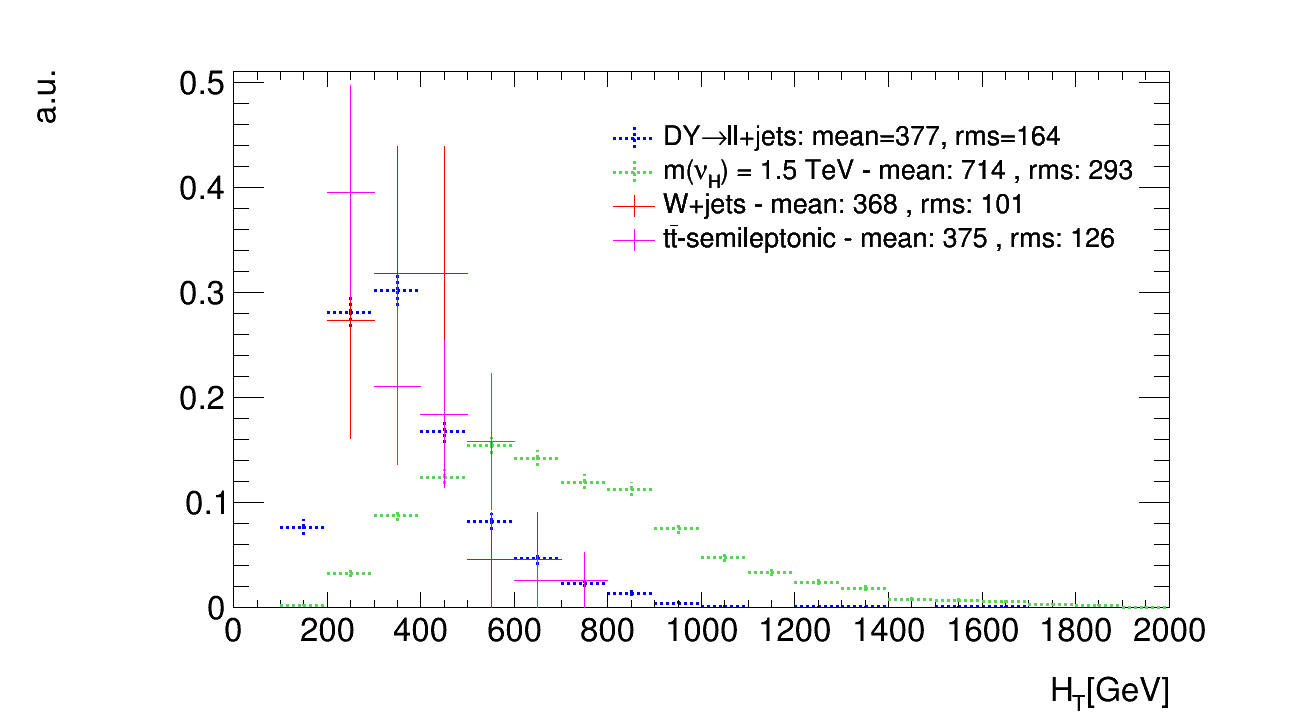 a.u.
0.5
0.4
0.3
0.2
0.1
0
DY→ll+jets: mean=377, rms=164
m(νH) = 1.5 TeV - mean: 714 , rms: 293
W+jets - mean: 368 , rms: 101
tt̄-semileptonic - mean: 375 , rms: 126
0 200 400 600 800 1000 1200 1400 1600 1800 2000
HT[GeV]